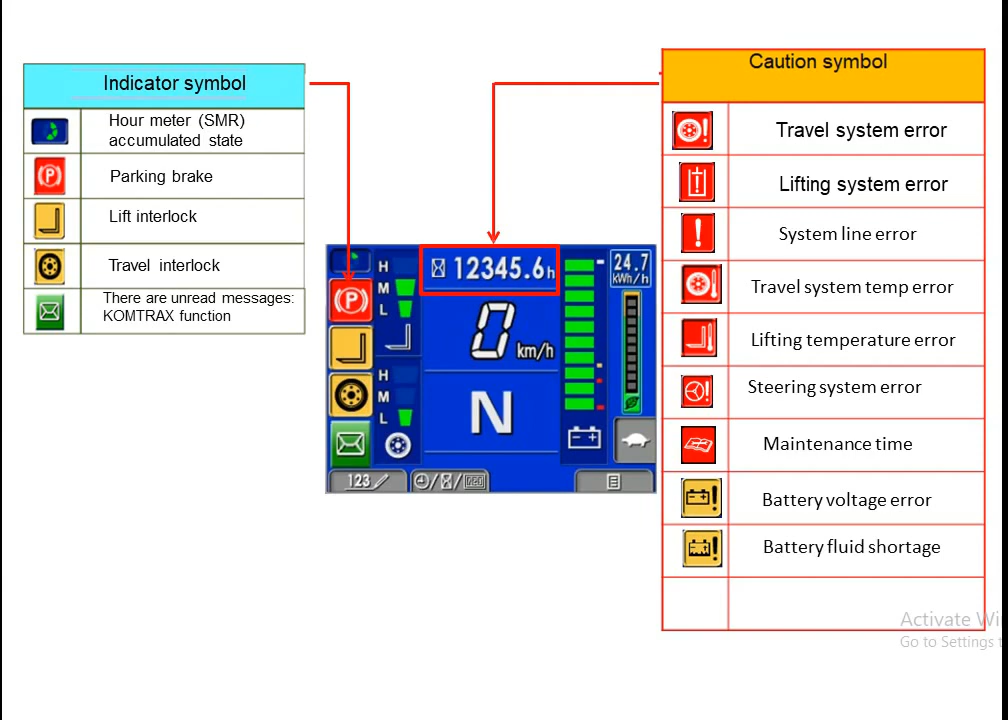 Indicator symbol
Hour meter (SMR)
accumulated state
Parking brake
Lift interlock
Travel interlock
There are unread messages:
KOMTRAX function
H
M
L
H
M
L
12345.6h
0 km/h
N
24.7
kWh/h
123
Caution symbol
Travel system error
Lifting system error
System line error
Travel system temp error
Lifting temperature error
Steering system error
Maintenance time
Battery voltage error
Battery fluid shortage
Activate Wi
Go to Settings t